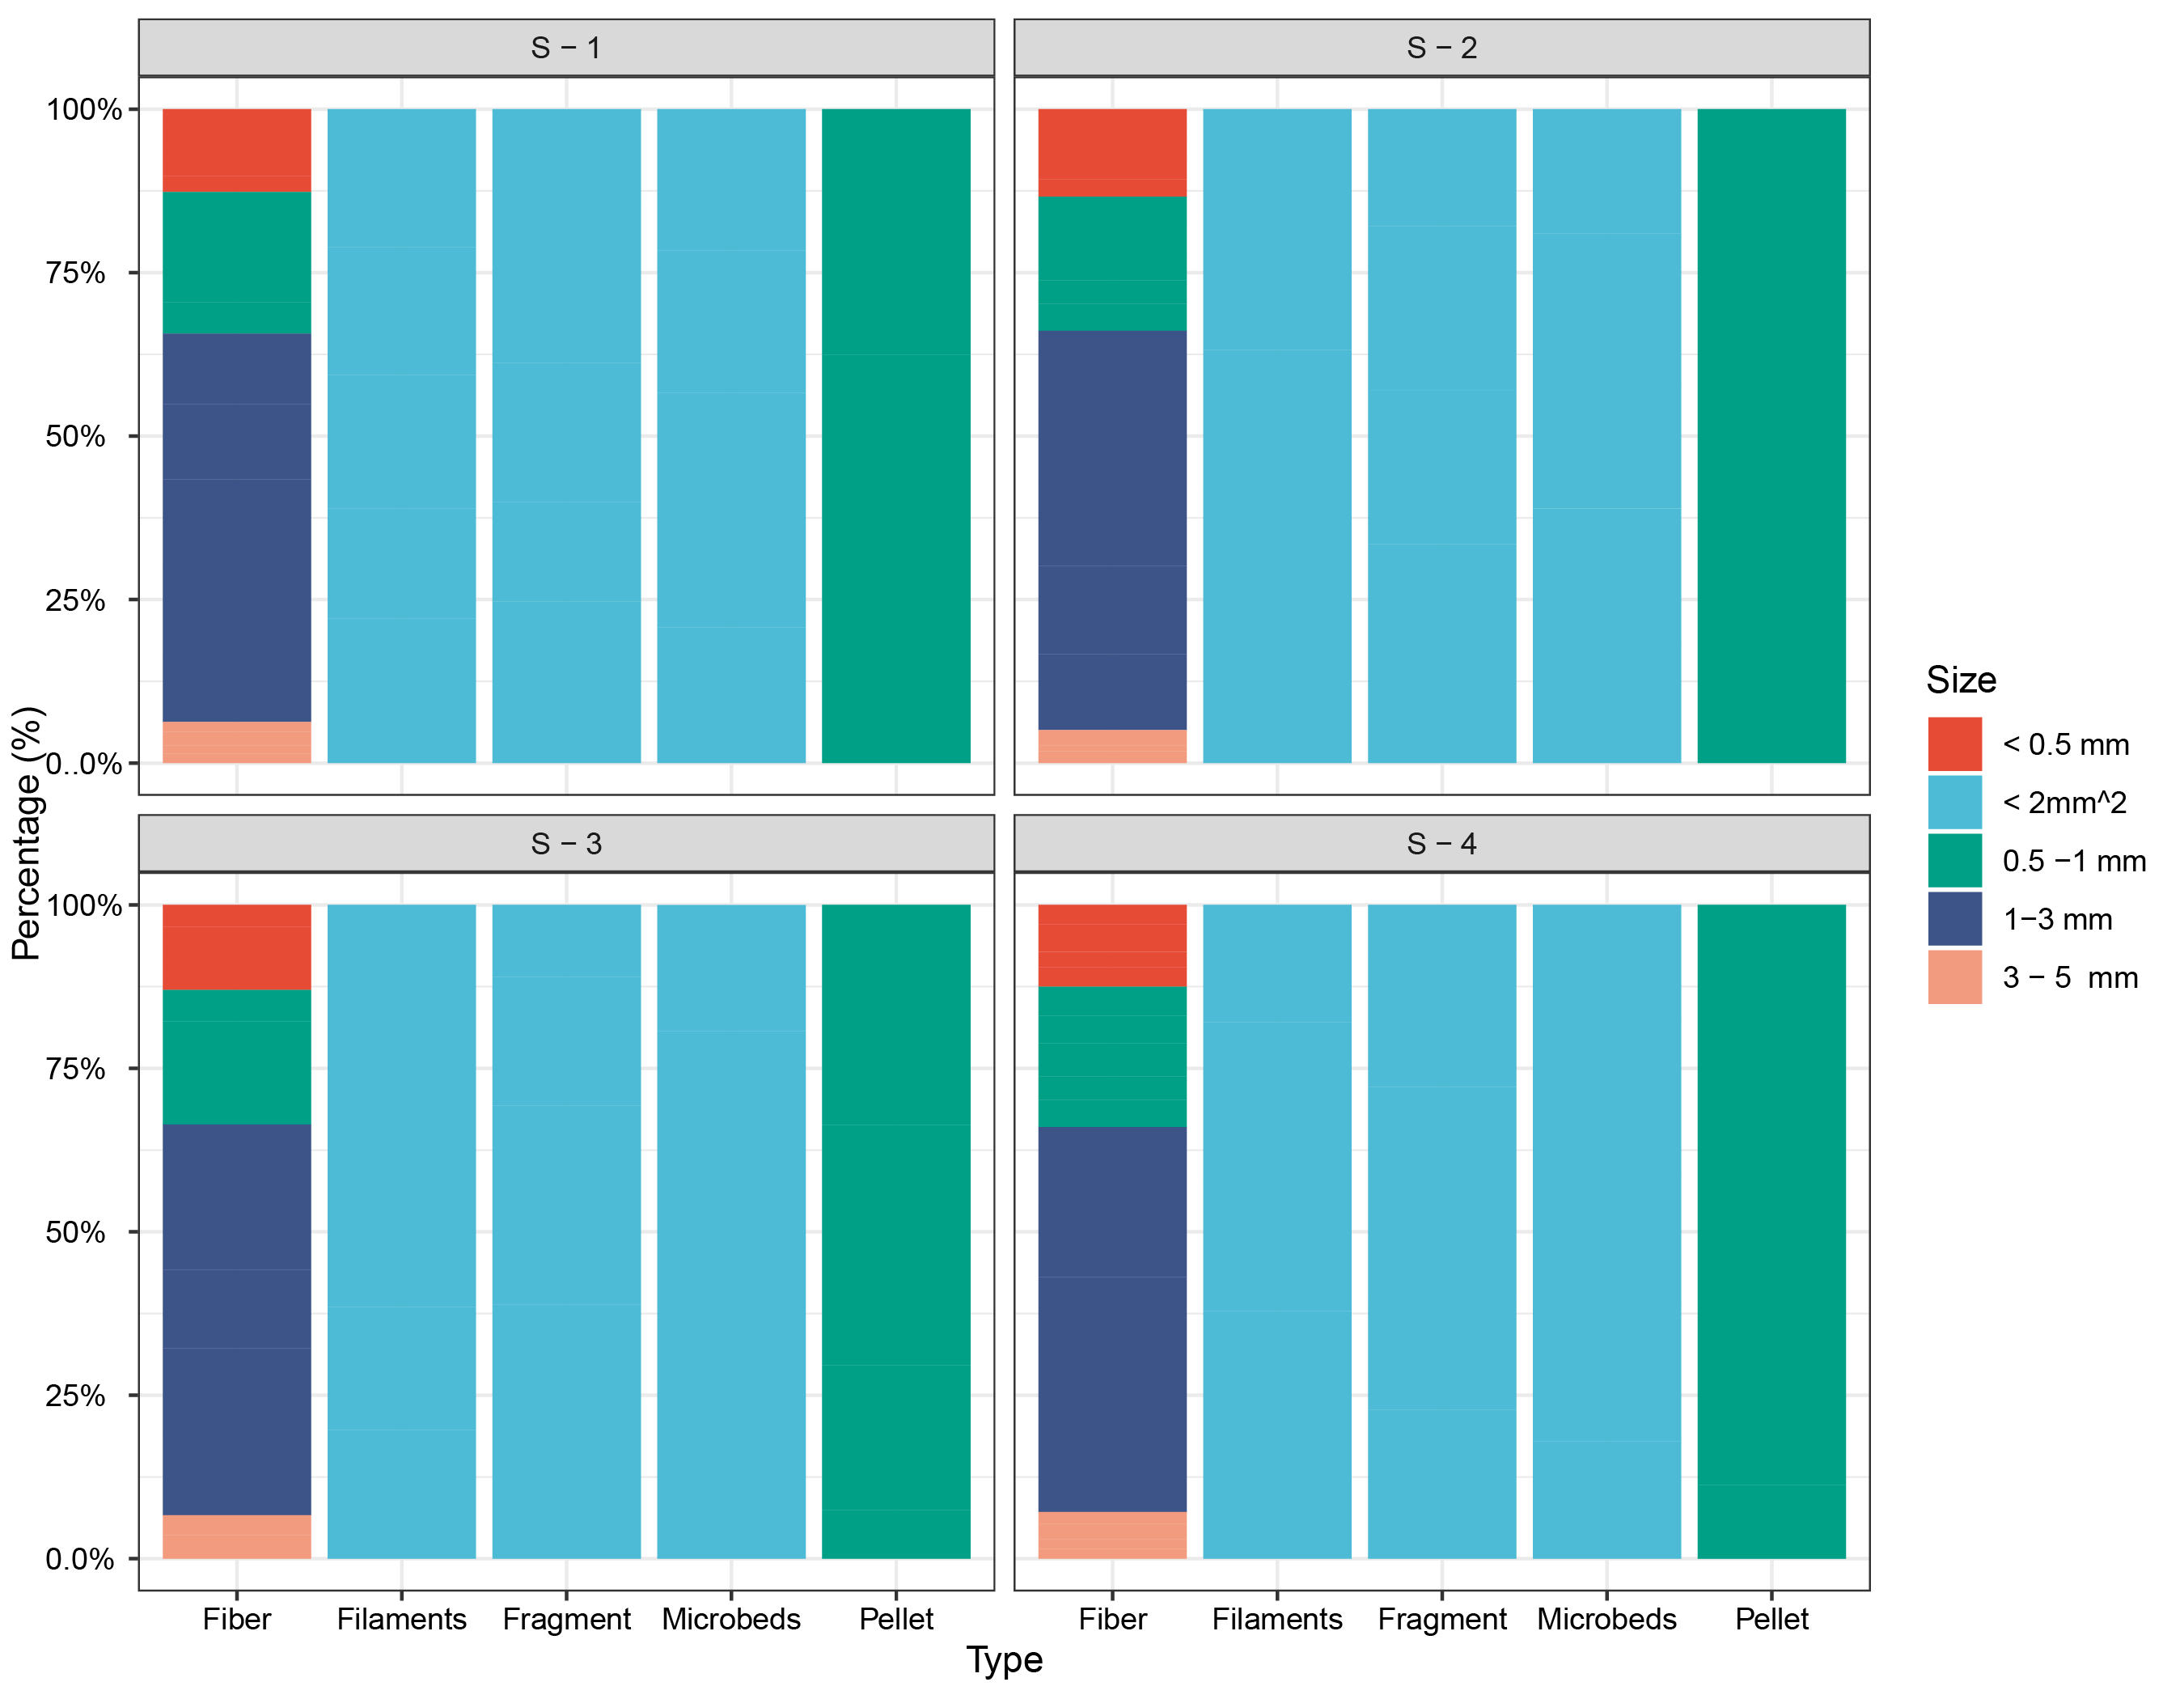 S − 1
S − 2
100%
75%
50%
25%
0..0%
S − 3
S − 4
100%
75%
50%
25%
0.0%
Percentage (%)
Fiber Filaments Fragment Microbeds Pellet
Fiber Filaments Fragment Microbeds Pellet
Type
Size
< 0.5 mm
< 2mm^2
0.5 −1 mm
1−3 mm
3 − 5  mm